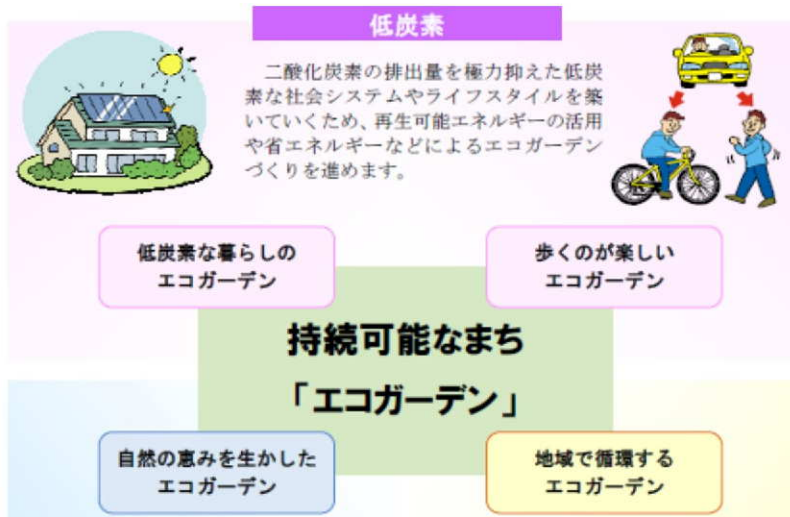 低炭素
二酸化炭素の排出量を極力抑えた低炭
素な社会システムやライフスタイルを築
いていくため、再生可能エネルギーの活用
や省エネルギーなどによるエコガーデン
づくりを進めます。
低炭素な暮らしの
エコガーデン
歩くのが楽しい
エコガーデン
持続可能なまち
「エコガーデン」
自然の恵みを生かした
エコガーデン
地域で循環する
エコガーデン